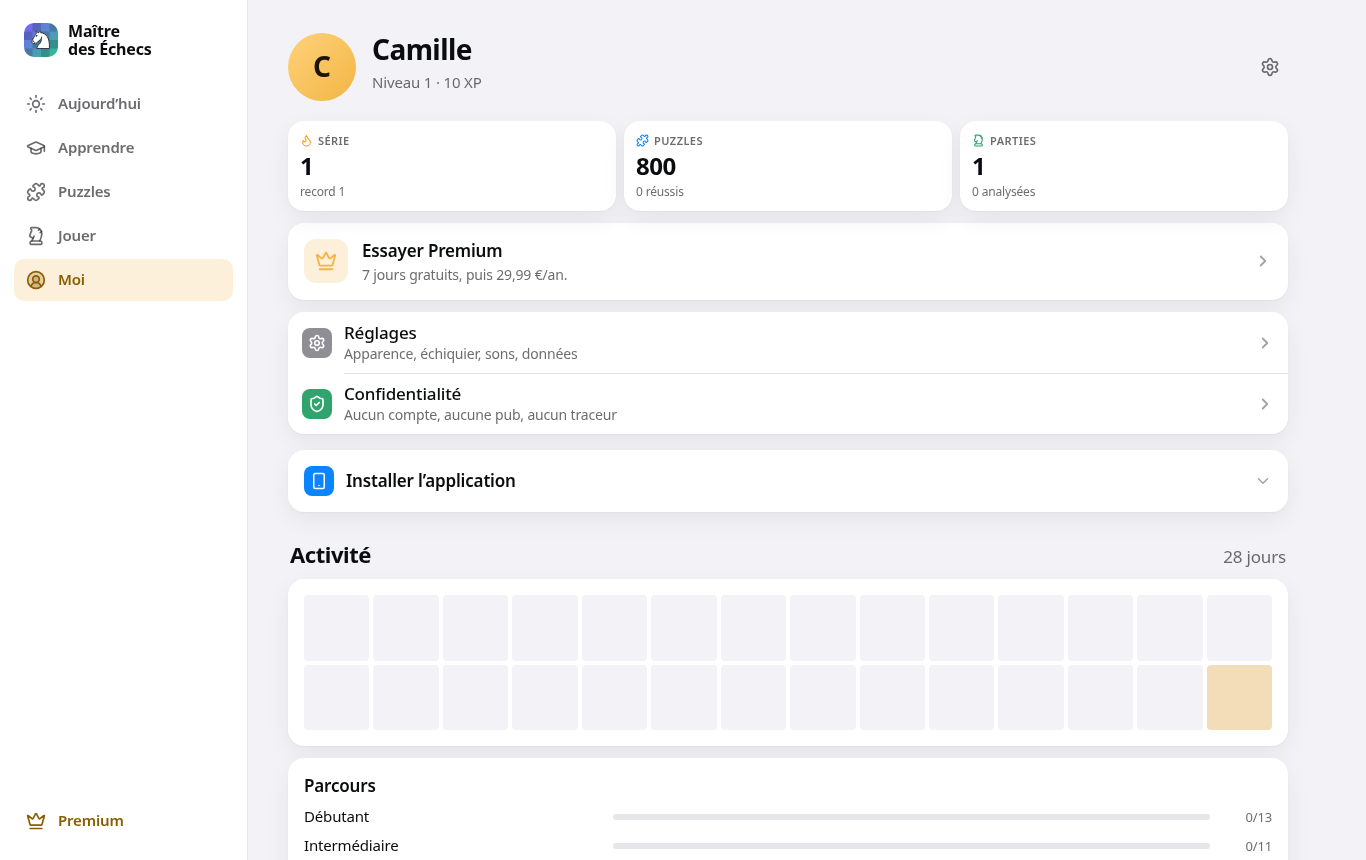 Maître
des Échecs
Aujourd’hui
Apprendre
Puzzles
Jouer
Moi
Premium
C
Camille
Niveau 1 · 10 XP
SÉRIE
1
record 1
PUZZLES
800
0 réussis
PARTIES
1
0 analysées
Essayer Premium
7 jours gratuits, puis 29,99 €/an.
Réglages
Apparence, échiquier, sons, données
Confidentialité
Aucun compte, aucune pub, aucun traceur
Installer l’application
Activité
28 jours
Parcours
Débutant
0/13
Intermédiaire
0/11